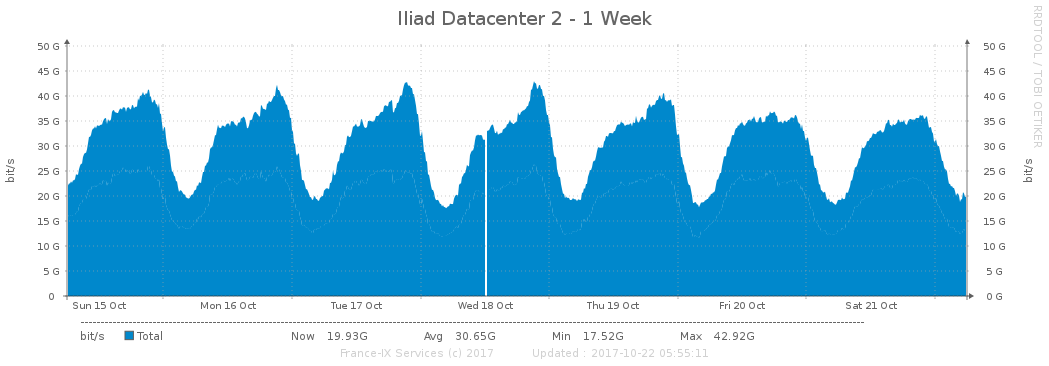 Iliad Datacenter 2 - 1 Week
RRDTOOL / TOBI OETIKER
50 G 50 G
45 G 45 G
40 G 40 G
35 G 35 G
30 G 30 G
25 G 25 G
20 G 20 G
15 G 15 G
10 G 10 G
5 G 5 G
0 0 G
bit/s bit/s
Sun 15 Oct Mon 16 Oct Tue 17 Oct Wed 18 Oct Thu 19 Oct Fri 20 Oct Sat 21 Oct
bit/s Total Now 19.93G Avg 30.65G Min 17.52G Max 42.92G
France-IX Services (c) 2017 Updated : 2017-10-22 05:55:11